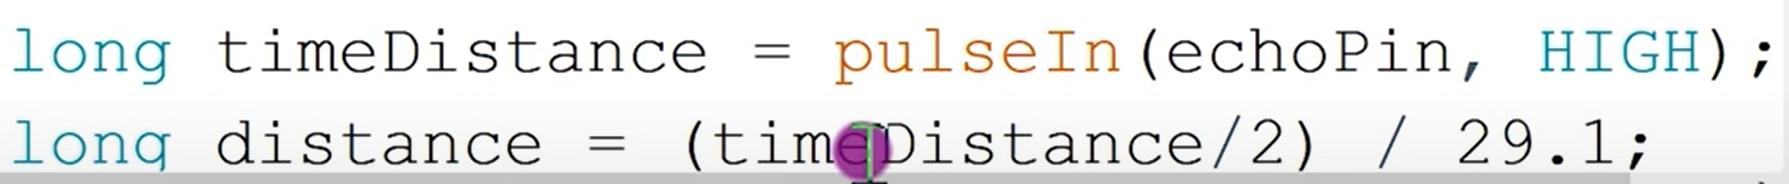 long timeDistance = pulseIn(echoPin, HIGH);
long distance = (timeDistance/2) / 29.1;